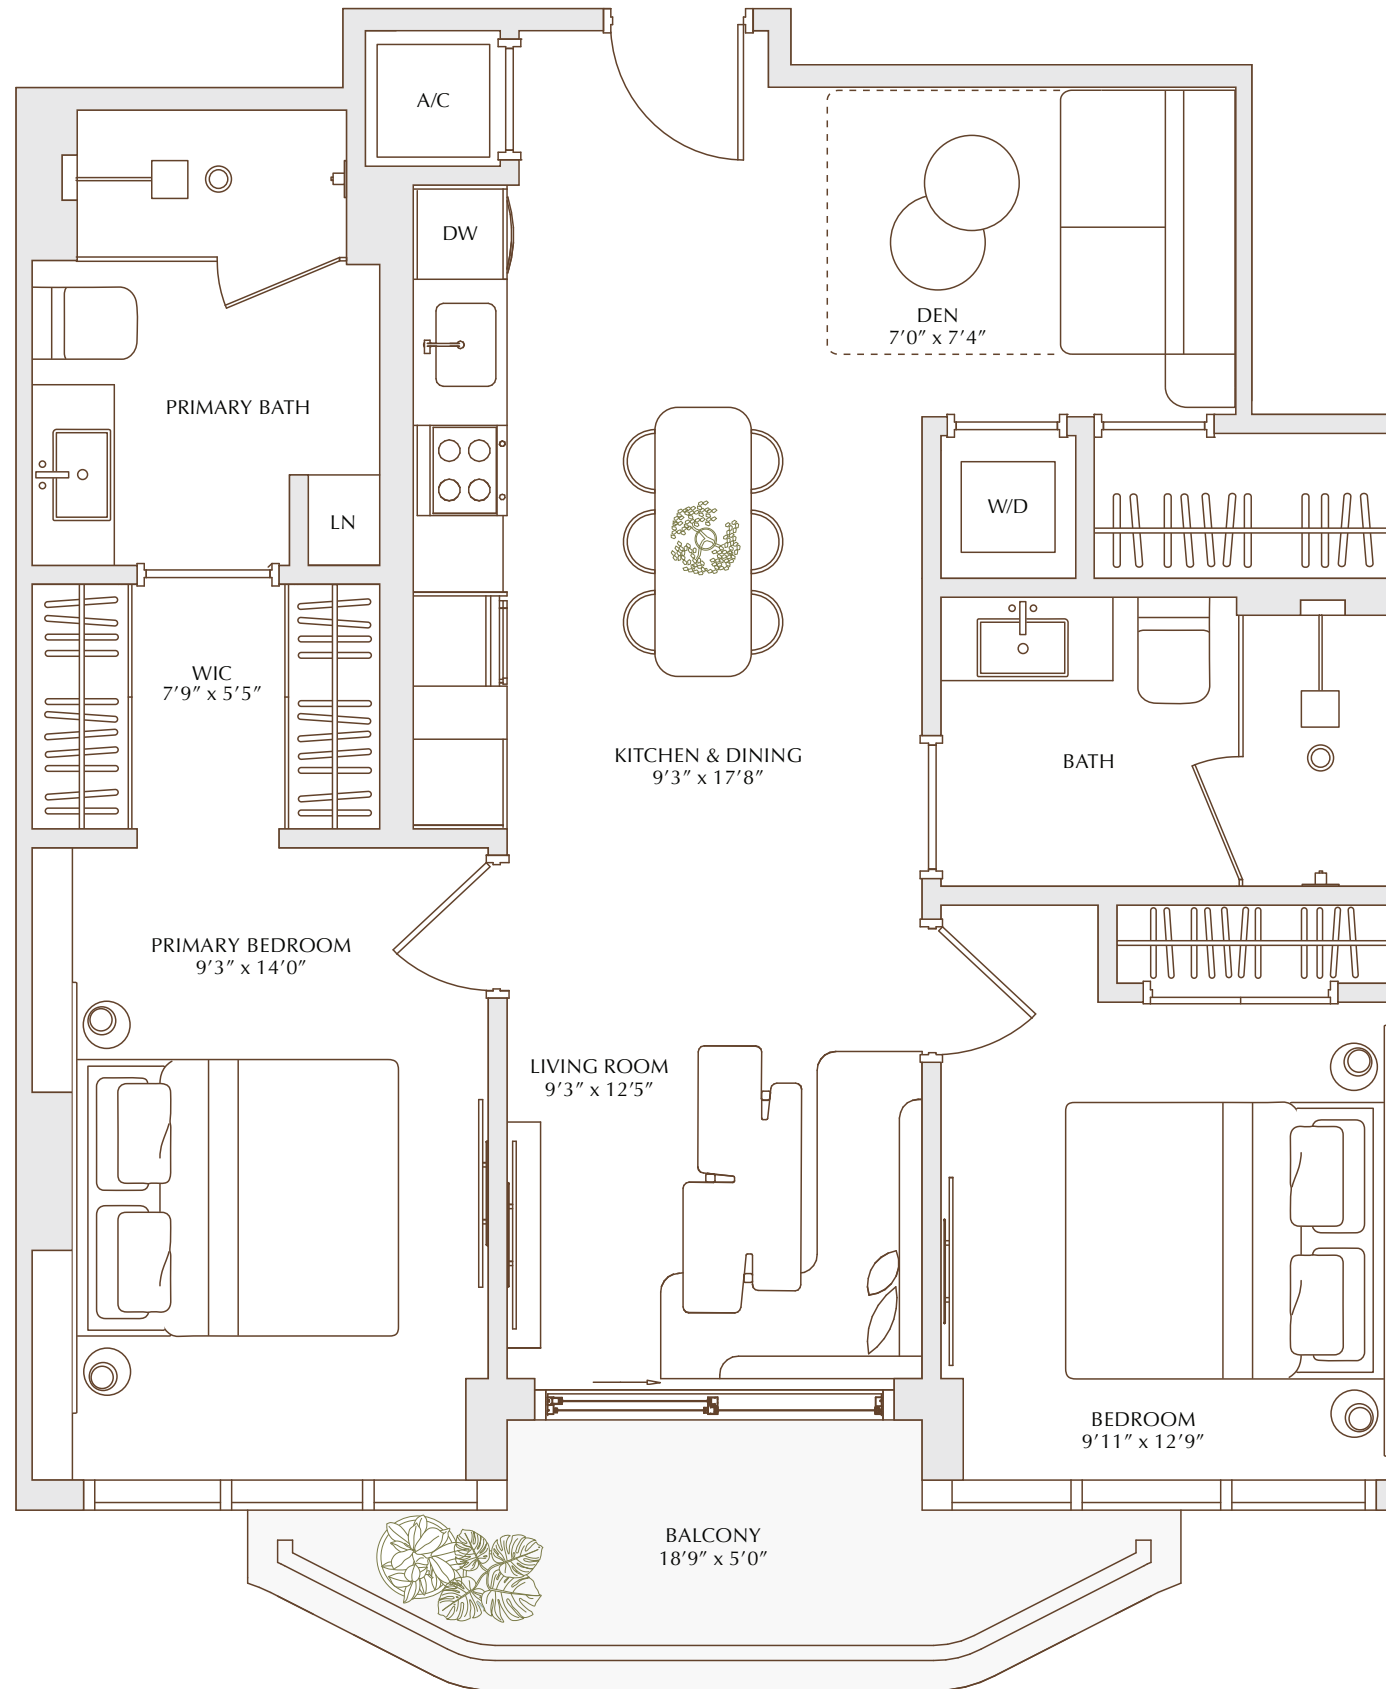 A/C
DW
DEN
7’0” x 7’4”
PRIMARY BATH
LN
W/D
WIC
7’9” x 5’5”
KITCHEN & DINING
9’3” x 17’8”
BATH
PRIMARY BEDROOM
9’3” x 14’0”
LIVING ROOM
9’3” x 12’5”
BEDROOM
9’11” x 12’9”
BALCONY
18’9” x 5’0”